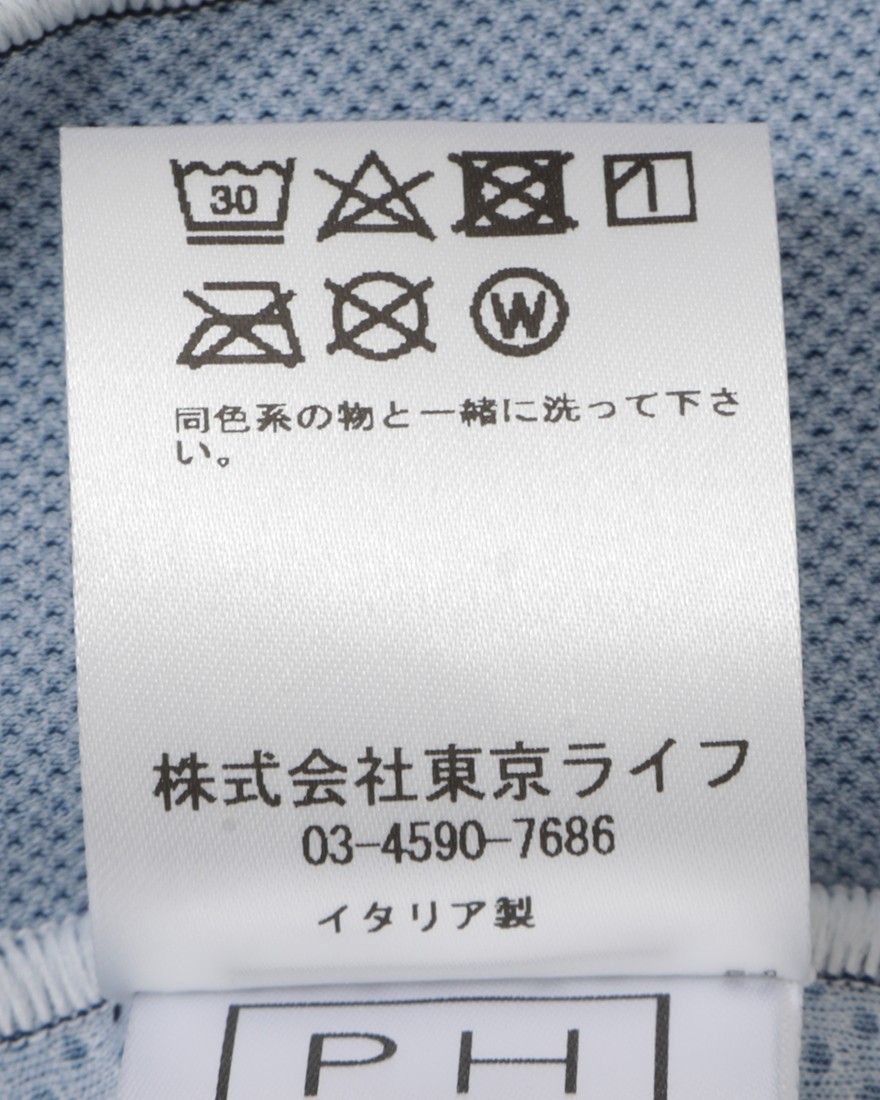 30
W
同色系の物と一緒に洗って下さ
い。
株式会社東京ライフ
03-4590-7686
イタリア製
PH